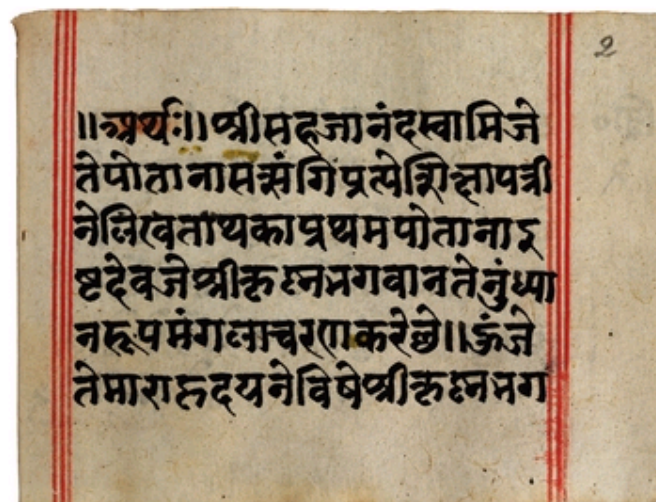 २
॥अर्थः॥श्रीसहजानंदस्वामिजे
तेपोतानासत्संगिप्रत्येशिक्षापत्री
नेलिखताथकाप्रथमपोतानाइ
ष्टदेवजेश्रीकृष्णभगवानतेनुंध्या
नरूपमंगलाचरणकरेछे॥हुंजे
तेमाराहृदयनेविषेश्रीकृष्णभग